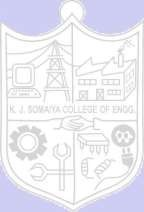 K. J. SOMAIYA COLLEGE OF ENGG.